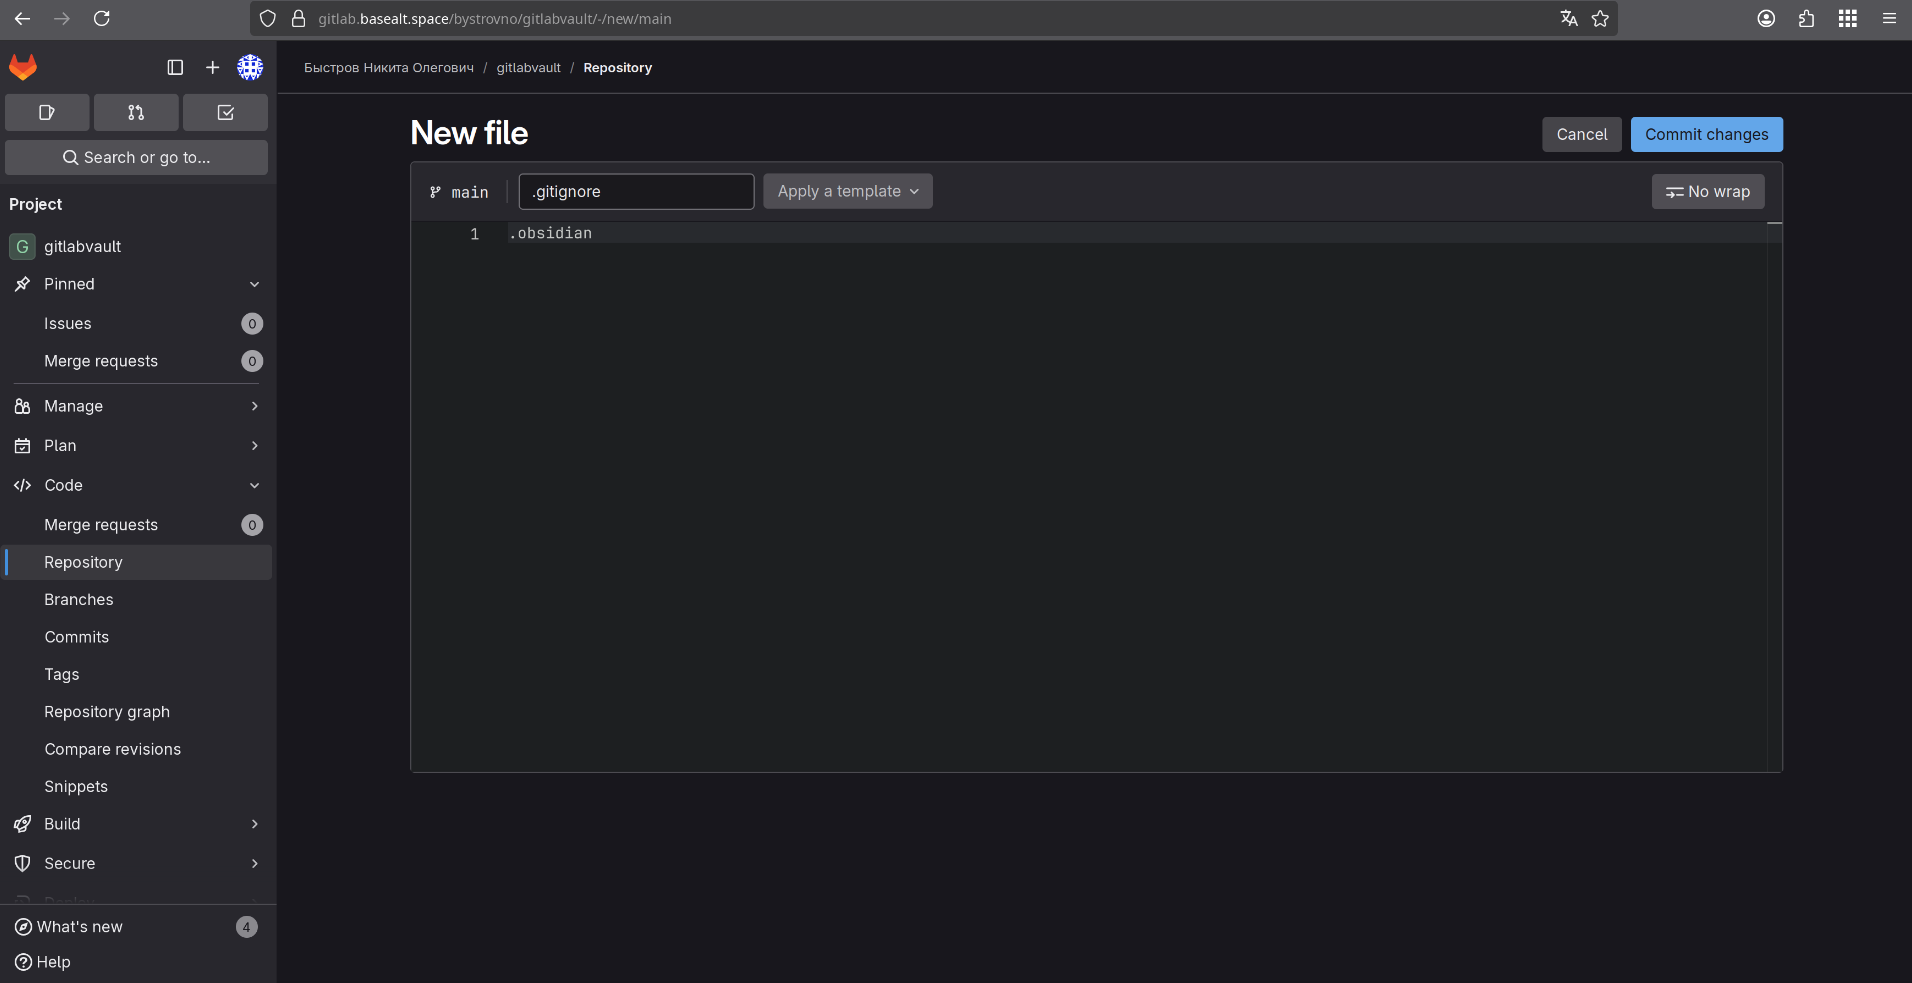 gitlab.basealt.space/bystrovno/gitlabvault/-/new/main
Быстров Никита Олегович / gitlabvault / Repository
Search or go to...
Project
G gitlabvault
Pinned
Issues 0
Merge requests 0
Manage
Plan
Code
Merge requests 0
Repository
Branches
Commits
Tags
Repository graph
Compare revisions
Snippets
Build
Secure
Deploy
What's new 4
Help
New file
Cancel
Commit changes
main
.gitignore
Apply a template
No wrap
1 .obsidian